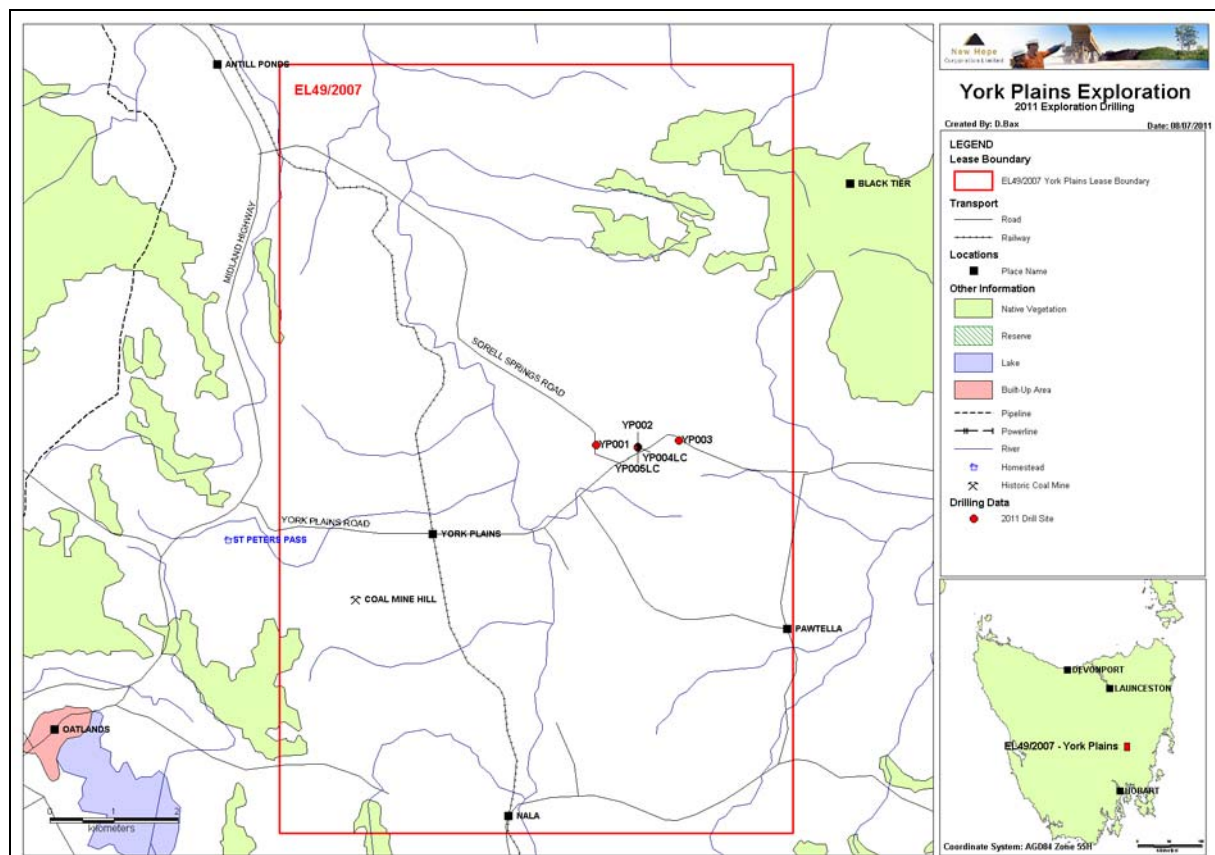 ANTILL PONDS
EL49/2007
BLACK TIER
MIDLAND HIGHWAY
SORELL SPRINGS ROAD
YP002
YP001
YP003
YP004LC
YP005LC
YORK PLAINS ROAD
ST PETERS PASS
YORK PLAINS
COAL MINE HILL
PAWTELLA
OATLANDS
NALA
0 1 2
kilometers
New Hope
Corporation Limited
York Plains Exploration
2011 Exploration Drilling
Created By: D.Bax Date: 08/07/2011
LEGEND
Lease Boundary
EL49/2007 York Plains Lease Boundary
Transport
Road
Railway
Locations
Place Name
Other Information
Native Vegetation
Reserve
Lake
Built-Up Area
Pipeline
Powerline
River
Homestead
Historic Coal Mine
Drilling Data
2011 Drill Site
DEVONPORT
LAUNCESTON
EL49/2007 - York Plains
HOBART
Coordinate System: AGD84 Zone 55H